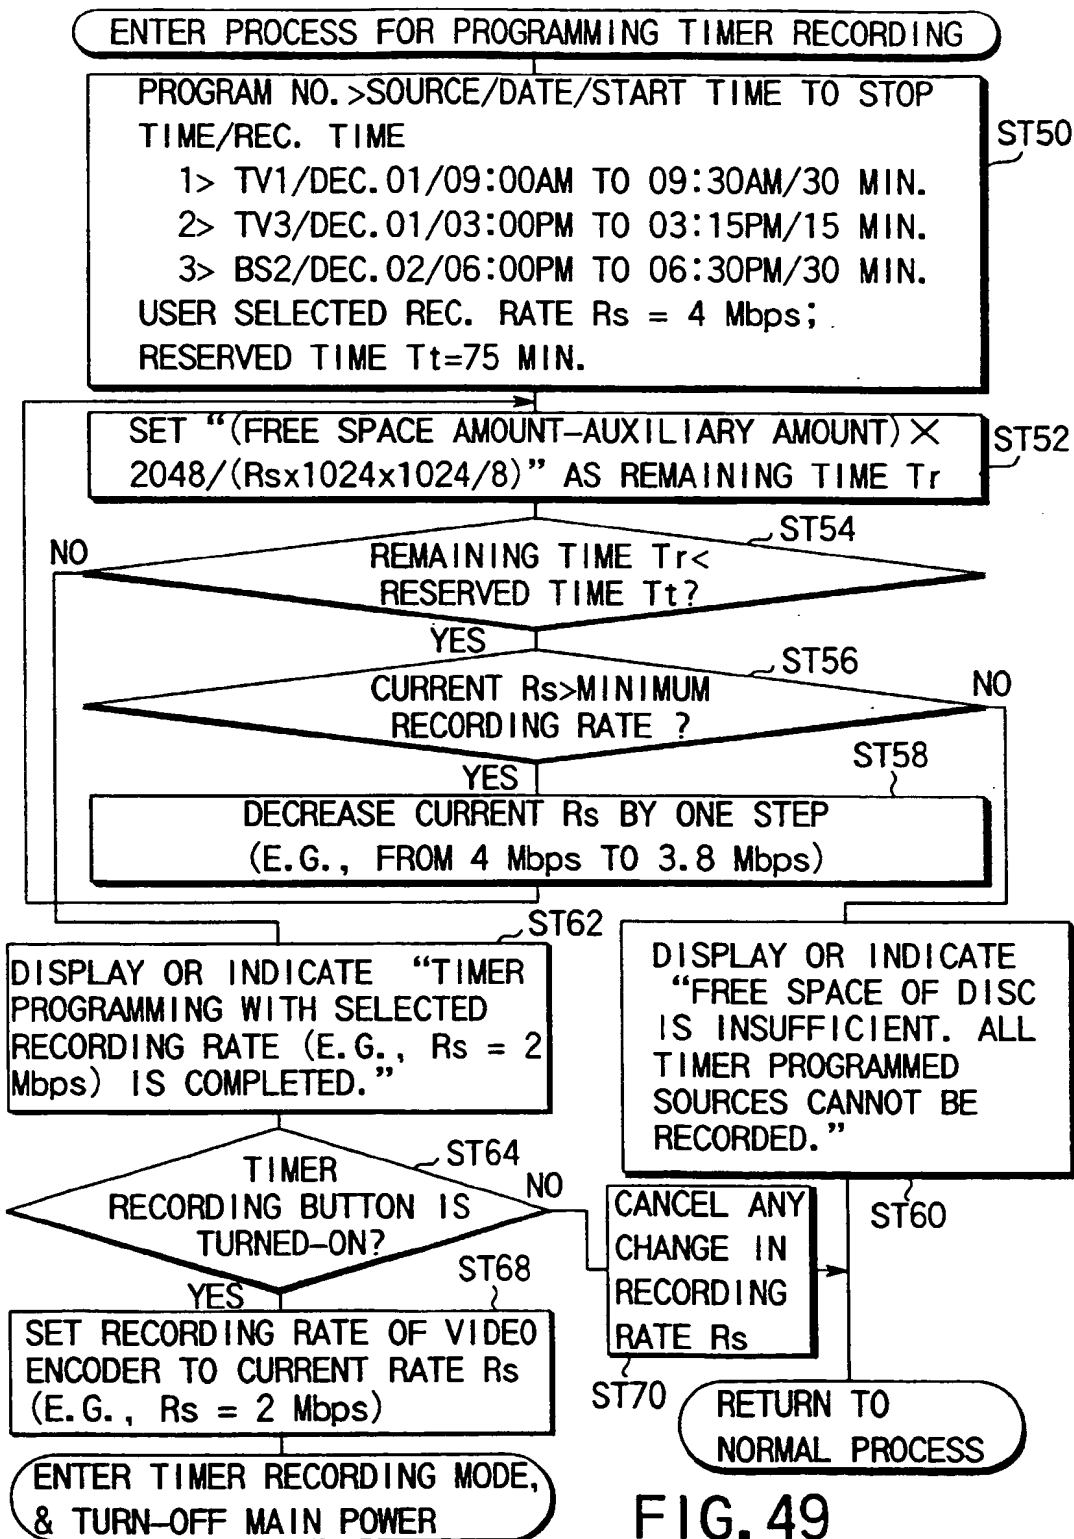 ENTER PROCESS FOR PROGRAMMING TIMER RECORDING
PROGRAM NO.>SOURCE/DATE/START TIME TO STOP
TIME/REC. TIME
1> TV1/DEC.01/09:00AM TO 09:30AM/30 MIN.
2> TV3/DEC.01/03:00PM TO 03:15PM/15 MIN.
3> BS2/DEC.02/06:00PM TO 06:30PM/30 MIN.
USER SELECTED REC. RATE Rs = 4 Mbps;
RESERVED TIME Tt=75 MIN.
ST50
SET “(FREE SPACE AMOUNT–AUXILIARY AMOUNT)×
2048/(Rsx1024x1024/8)” AS REMAINING TIME Tr
ST52
ST54
NO
REMAINING TIME Tr<
RESERVED TIME Tt?
YES
ST56
CURRENT Rs>MINIMUM
RECORDING RATE ?
NO
YES
ST58
DECREASE CURRENT Rs BY ONE STEP
(E.G., FROM 4 Mbps TO 3.8 Mbps)
ST62
DISPLAY OR INDICATE “TIMER
PROGRAMMING WITH SELECTED
RECORDING RATE (E.G., Rs = 2
Mbps) IS COMPLETED.”
DISPLAY OR INDICATE
“FREE SPACE OF DISC
IS INSUFFICIENT. ALL
TIMER PROGRAMMED
SOURCES CANNOT BE
RECORDED.”
ST60
ST64
TIMER
RECORDING BUTTON IS
TURNED–ON?
NO
YES
CANCEL ANY
CHANGE IN
RECORDING
RATE Rs
ST70
ST68
SET RECORDING RATE OF VIDEO
ENCODER TO CURRENT RATE Rs
(E.G., Rs = 2 Mbps)
RETURN TO
NORMAL PROCESS
ENTER TIMER RECORDING MODE,
& TURN–OFF MAIN POWER
FIG. 49